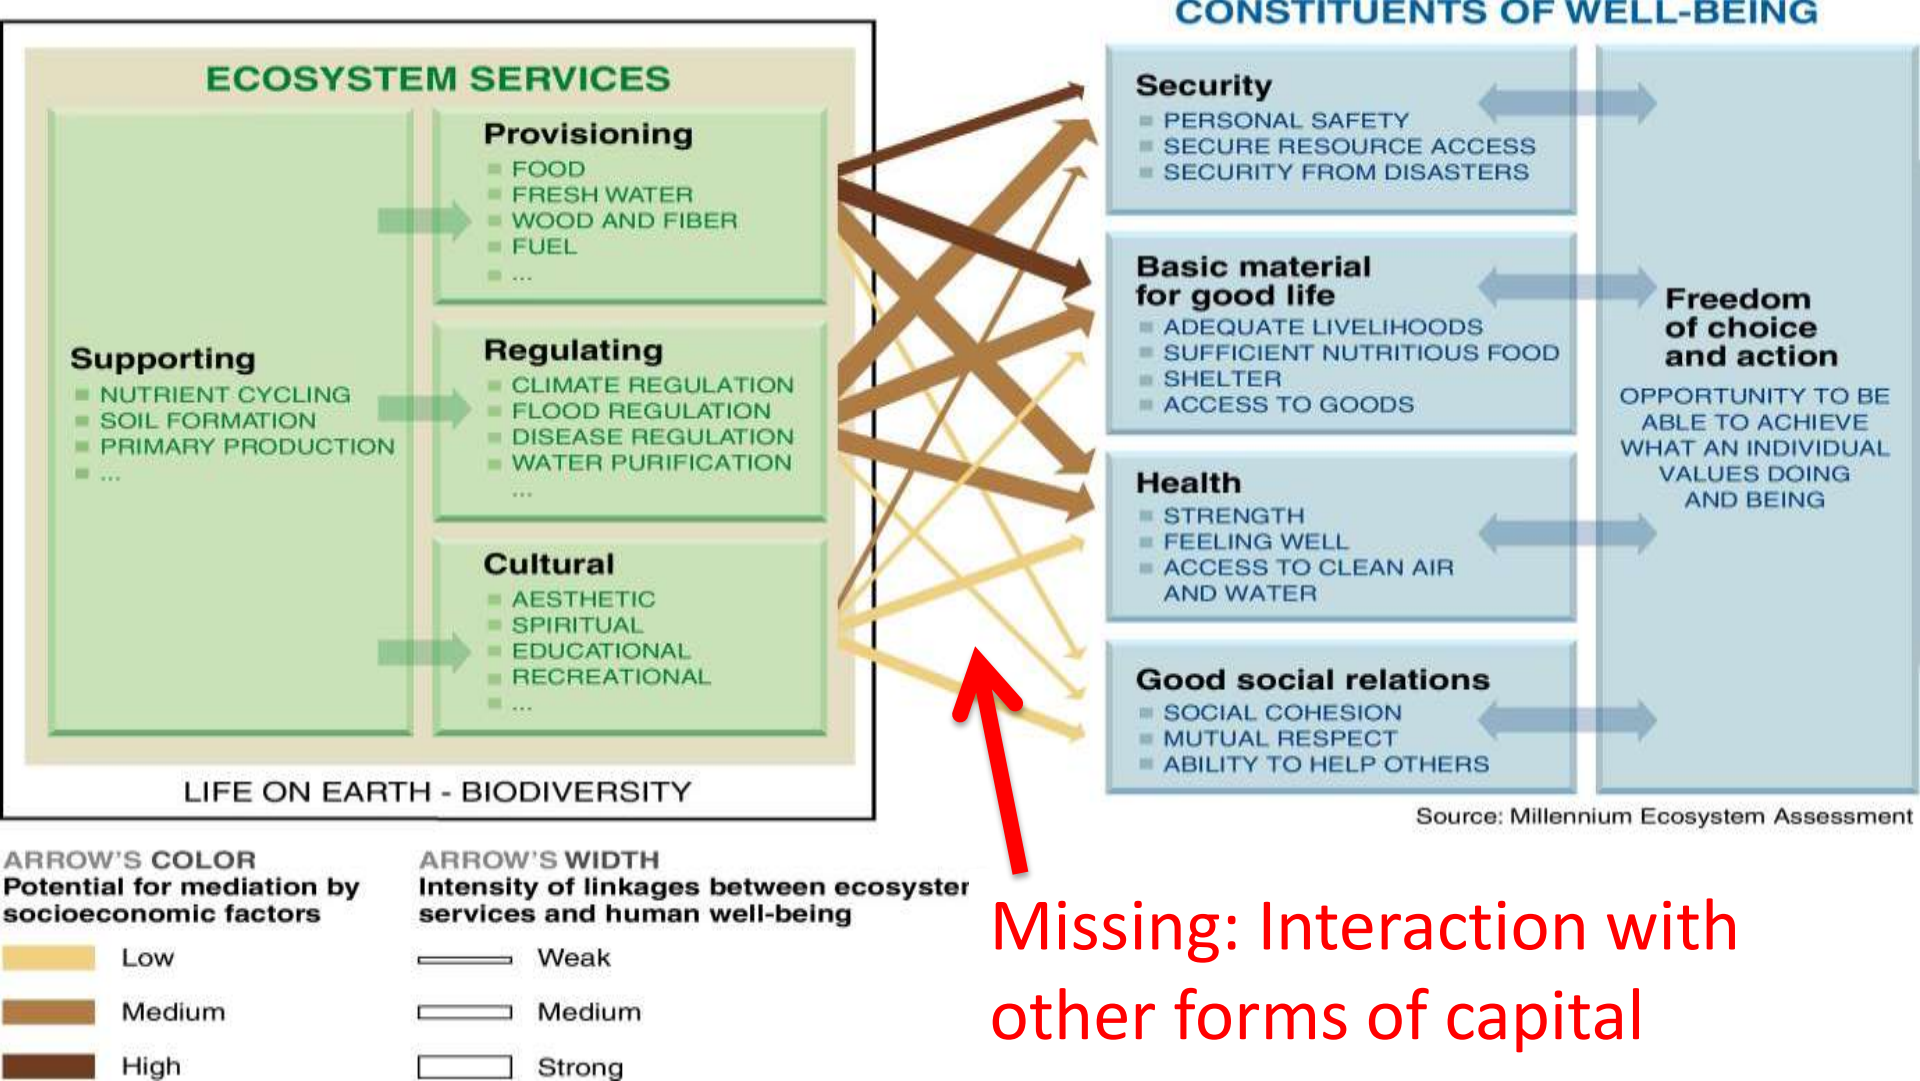 CONSTITUENTS OF WELL-BEING
ECOSYSTEM SERVICES
Supporting
NUTRIENT CYCLING
SOIL FORMATION
PRIMARY PRODUCTION
...
Provisioning
FOOD
FRESH WATER
WOOD AND FIBER
FUEL
...
Regulating
CLIMATE REGULATION
FLOOD REGULATION
DISEASE REGULATION
WATER PURIFICATION
...
Cultural
AESTHETIC
SPIRITUAL
EDUCATIONAL
RECREATIONAL
...
LIFE ON EARTH - BIODIVERSITY
Security
PERSONAL SAFETY
SECURE RESOURCE ACCESS
SECURITY FROM DISASTERS
Basic material
for good life
ADEQUATE LIVELIHOODS
SUFFICIENT NUTRITIOUS FOOD
SHELTER
ACCESS TO GOODS
Health
STRENGTH
FEELING WELL
ACCESS TO CLEAN AIR
AND WATER
Good social relations
SOCIAL COHESION
MUTUAL RESPECT
ABILITY TO HELP OTHERS
Freedom
of choice
and action
OPPORTUNITY TO BE
ABLE TO ACHIEVE
WHAT AN INDIVIDUAL
VALUES DOING
AND BEING
Source: Millennium Ecosystem Assessment
ARROW'S COLOR
Potential for mediation by
socioeconomic factors
Low
Medium
High
ARROW'S WIDTH
Intensity of linkages between ecosyster
services and human well-being
Weak
Medium
Strong
Missing: Interaction with
other forms of capital